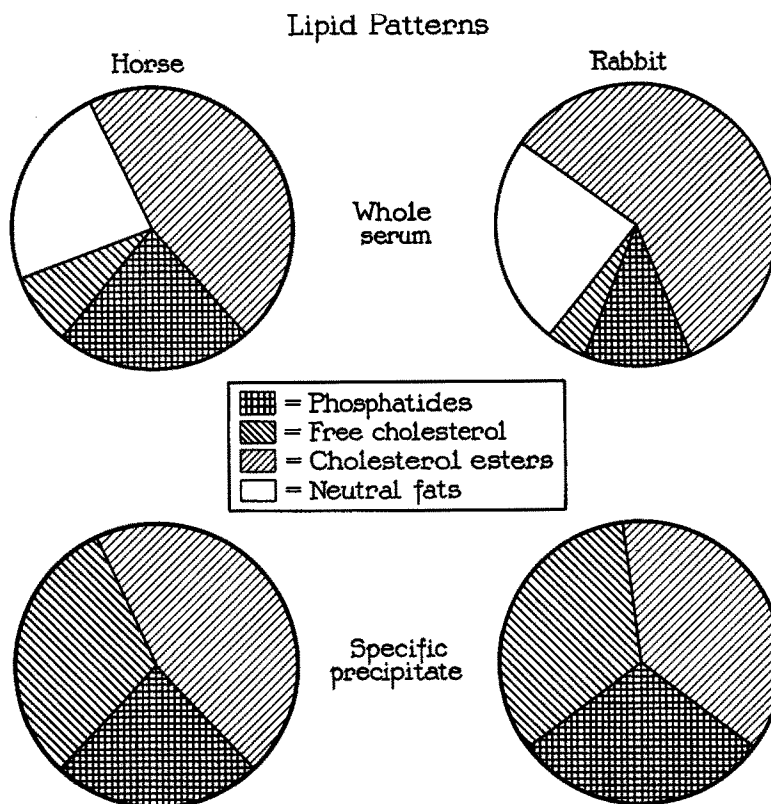 Lipid Patterns
Horse
Rabbit
Whole
serum
= Phosphatides
= Free cholesterol
= Cholesterol esters
= Neutral fats
Specific
precipitate